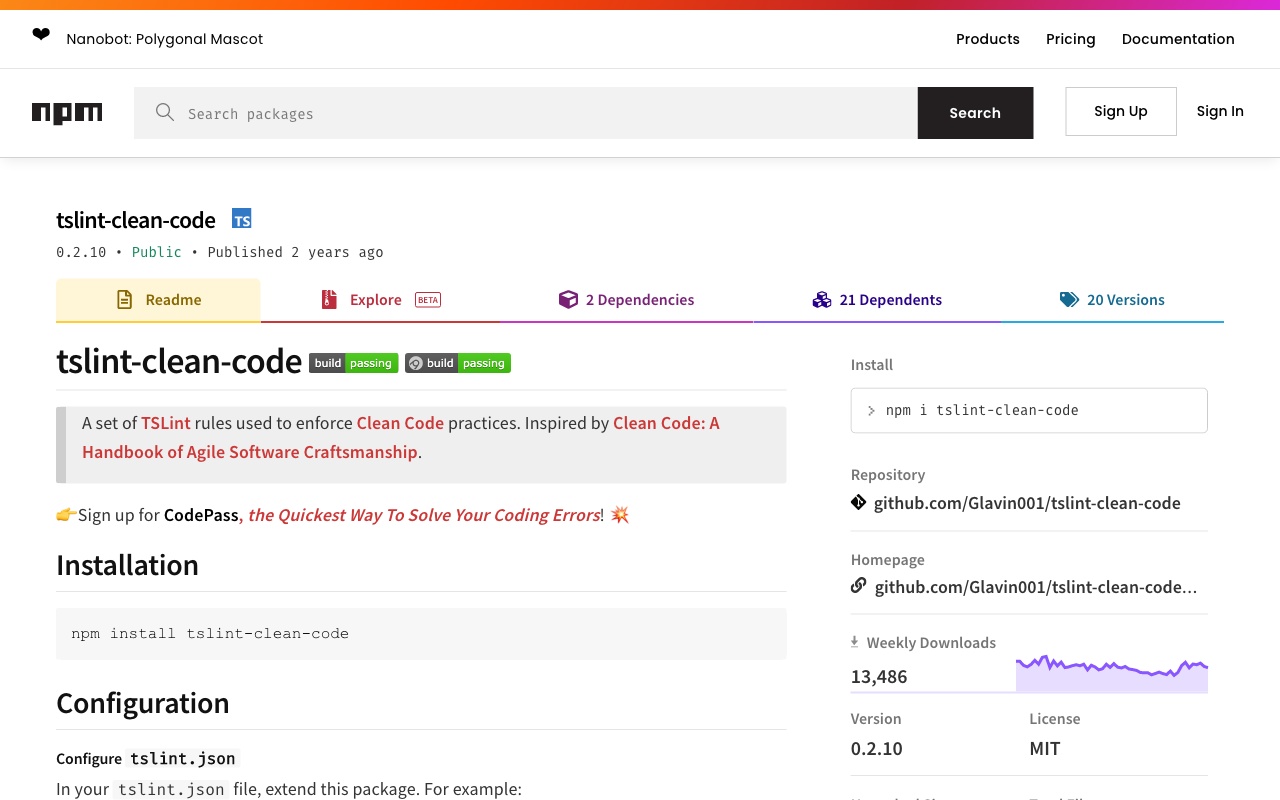 Nanobot: Polygonal Mascot
Products
Pricing
Documentation
npm
Search packages
Search
Sign Up
Sign In
tslint-clean-code
TS
0.2.10 • Public • Published 2 years ago
Readme
Explore BETA
2 Dependencies
21 Dependents
20 Versions
tslint-clean-code build passing build passing
A set of TSLint rules used to enforce Clean Code practices. Inspired by Clean Code: A
Handbook of Agile Software Craftsmanship.
👉Sign up for CodePass, the Quickest Way To Solve Your Coding Errors! 💥
Installation
npm install tslint-clean-code
Configuration
Configure tslint.json
In your tslint.json file, extend this package. For example:
Install
> npm i tslint-clean-code
Repository
github.com/Glavin001/tslint-clean-code
Homepage
github.com/Glavin001/tslint-clean-code...
Weekly Downloads
13,486
Version
License
0.2.10
MIT